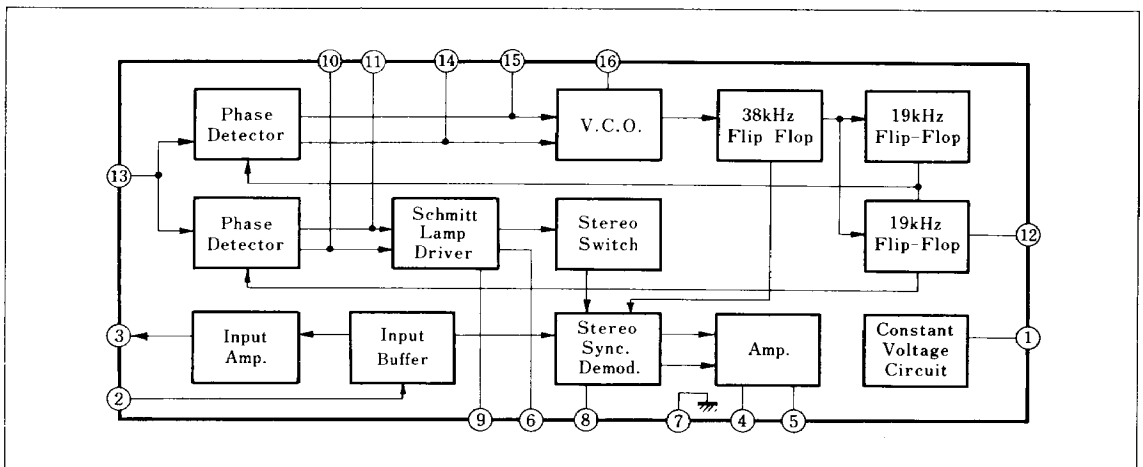 10
11
14
15
16
Phase
Detector
V.C.O.
38kHz
Flip Flop
19kHz
Flip-Flop
13
Phase
Detector
Schmitt
Lamp
Driver
Stereo
Switch
19kHz
Flip-Flop
12
3
Input
Amp.
Input
Buffer
Stereo
Sync.
Demod.
Amp.
Constant
Voltage
Circuit
1
2
9
6
8
7
4
5